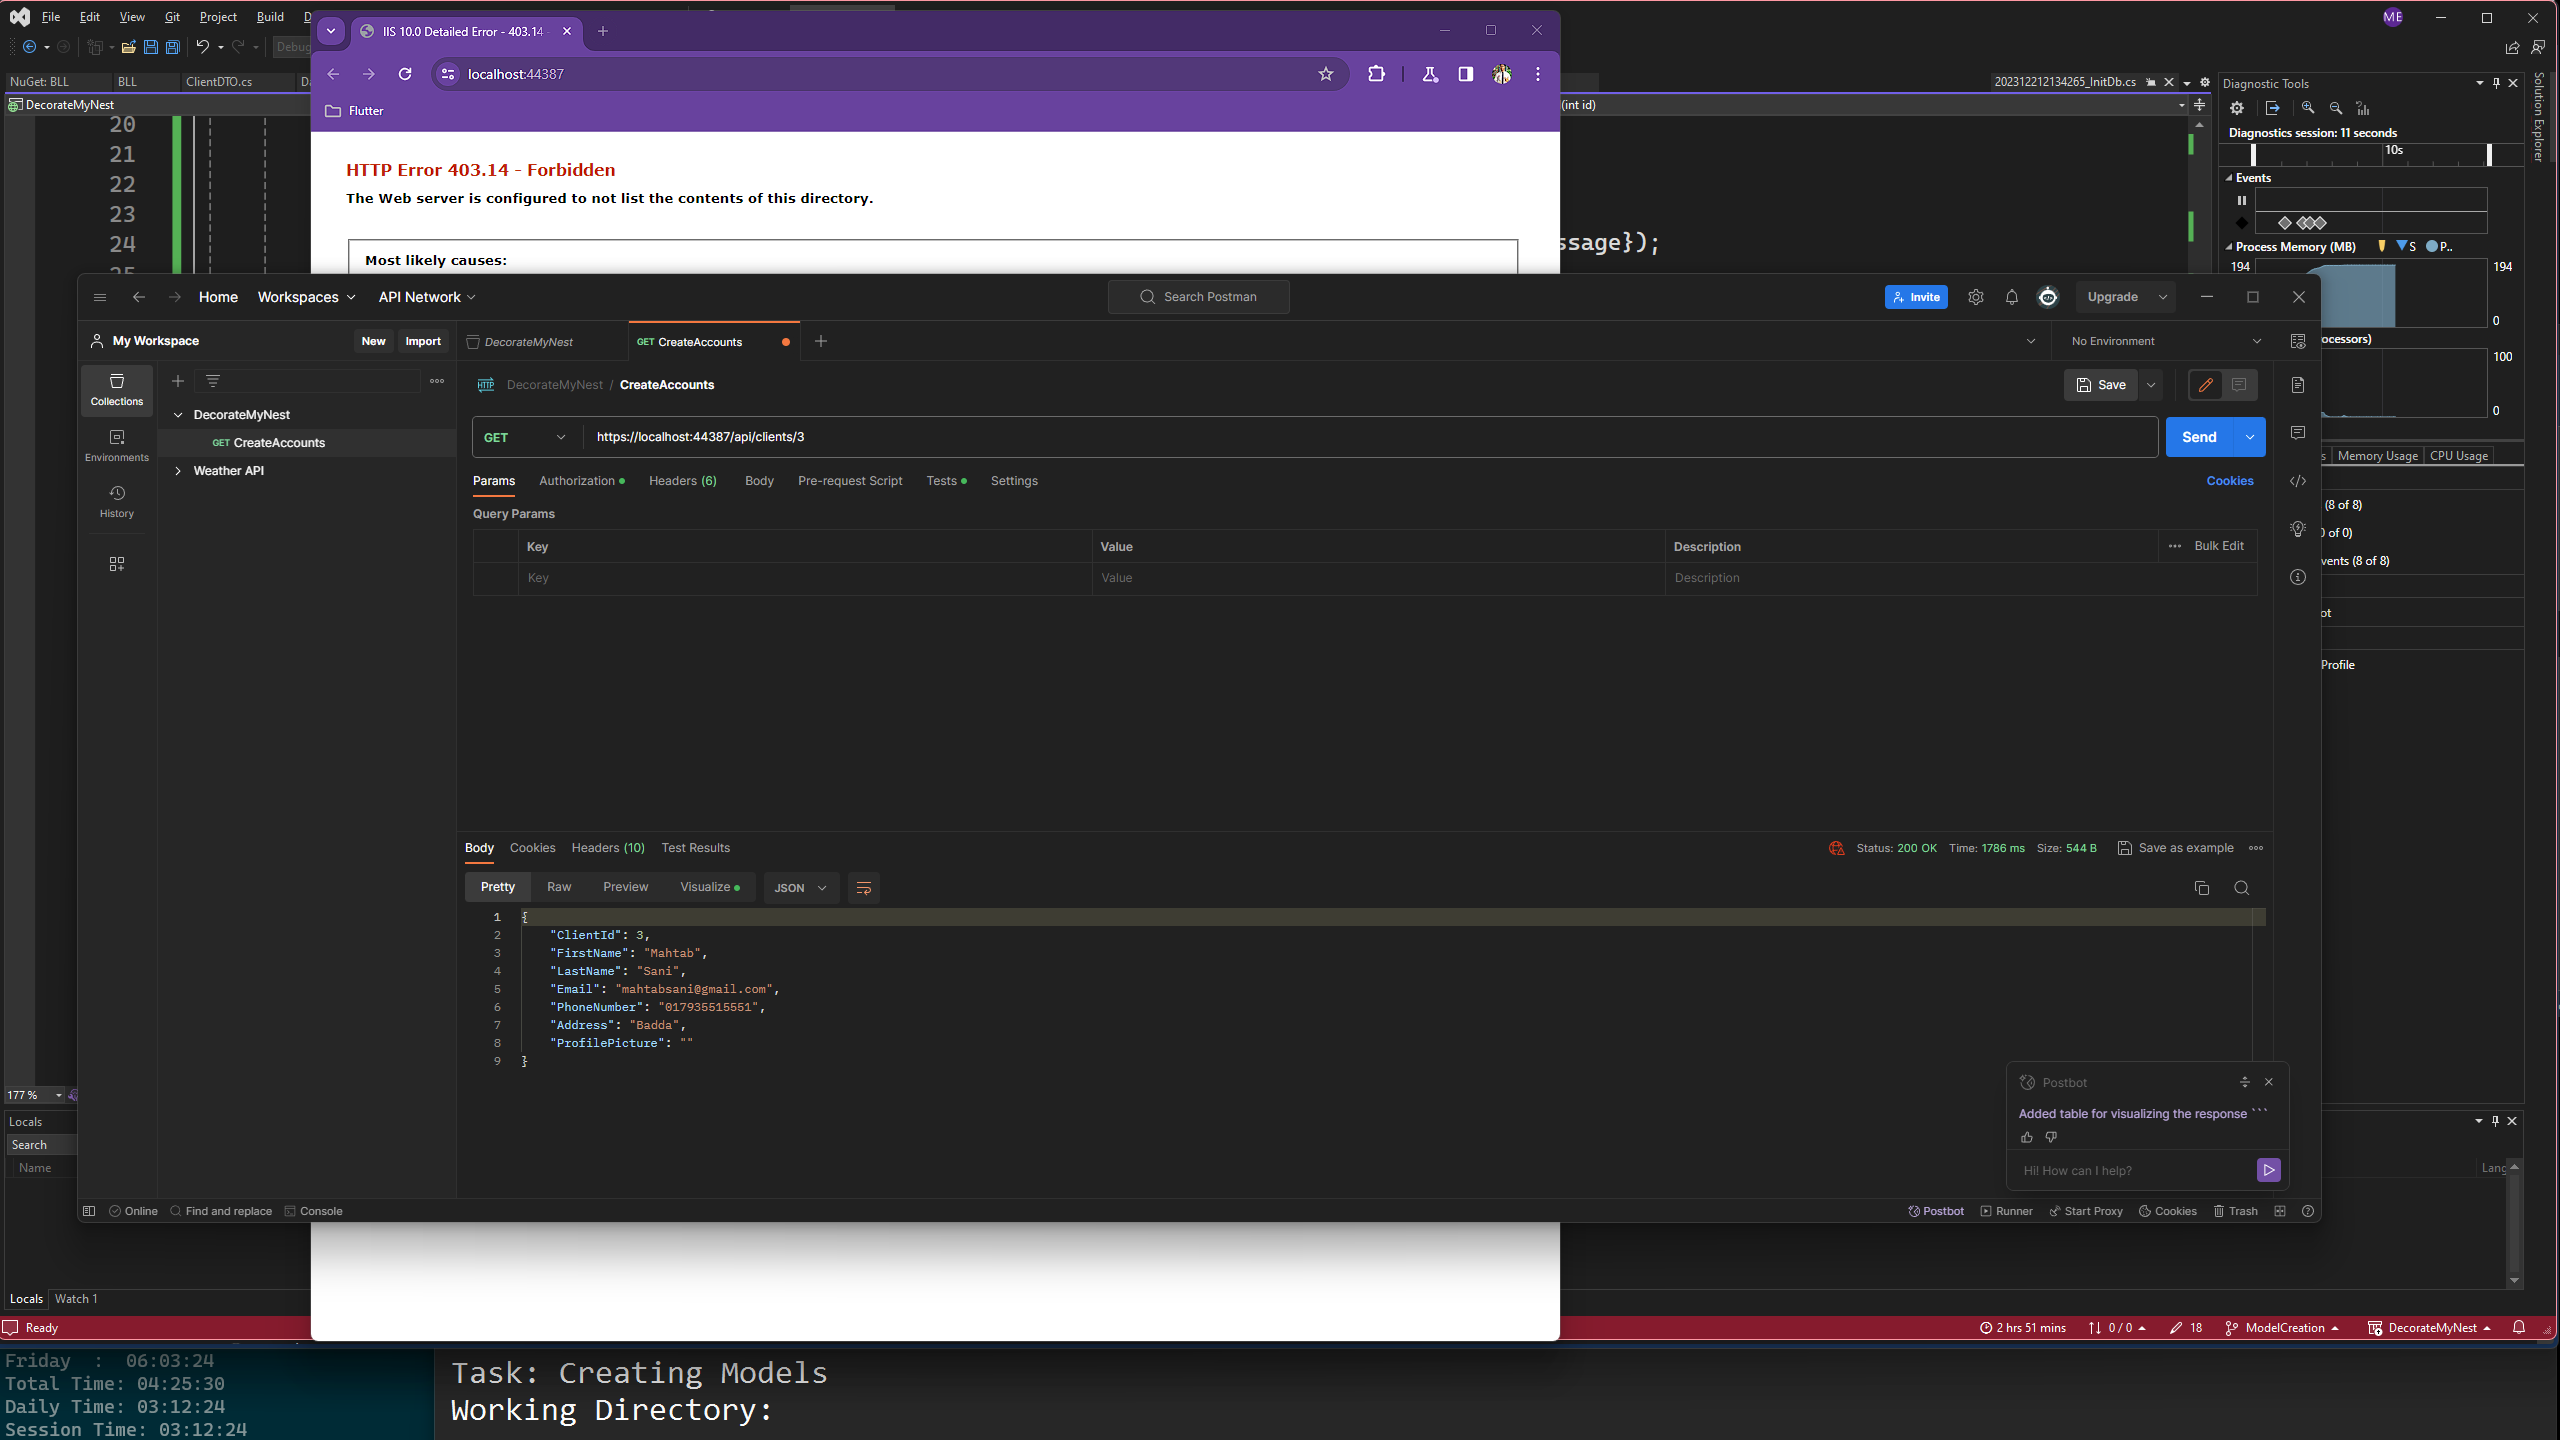 File Edit View Git Project Build D
ME
Debug
NuGet: BLL BLL ClientDTO.cs Da
202312212134265_InitDb.cs
DecorateMyNest
(int id)
20
21
22
23
24
25
ssage});
IIS 10.0 Detailed Error - 403.14 -
localhost:44387
Flutter
HTTP Error 403.14 - Forbidden
The Web server is configured to not list the contents of this directory.
Most likely causes:
Diagnostic Tools
Solution Explorer
Diagnostics session: 11 seconds
10s
Events
Process Memory (MB) S P..
194 194
0
ocessors)
100
0
s Memory Usage CPU Usage
(8 of 8)
0 of 0)
vents (8 of 8)
ot
Profile
Home Workspaces API Network
Search Postman
Invite Upgrade
My Workspace New Import
DecorateMyNest GET CreateAccounts No Environment
Collections
Environments
History
DecorateMyNest
GET CreateAccounts
Weather API
HTTP DecorateMyNest / CreateAccounts
Save
GET https://localhost:44387/api/clients/3 Send
Params Authorization Headers (6) Body Pre-request Script Tests Settings Cookies
Query Params
Key Value Description Bulk Edit
Key Value Description
Body Cookies Headers (10) Test Results
Status: 200 OK Time: 1786 ms Size: 544 B Save as example
Pretty Raw Preview Visualize JSON
1 {
2 "ClientId": 3,
3 "FirstName": "Mahtab",
4 "LastName": "Sani",
5 "Email": "mahtabsani@gmail.com",
6 "PhoneNumber": "017935515551",
7 "Address": "Badda",
8 "ProfilePicture": ""
9 }
Postbot
Added table for visualizing the response ```
Hi! How can I help?
Online Find and replace Console
Postbot Runner Start Proxy Cookies Trash
177 %
Locals
Search
Name
Lang
Locals Watch 1
Ready
2 hrs 51 mins 0 / 0 18 ModelCreation DecorateMyNest
Friday : 06:03:24
Total Time: 04:25:30
Daily Time: 03:12:24
Session Time: 03:12:24
Task: Creating Models
Working Directory: